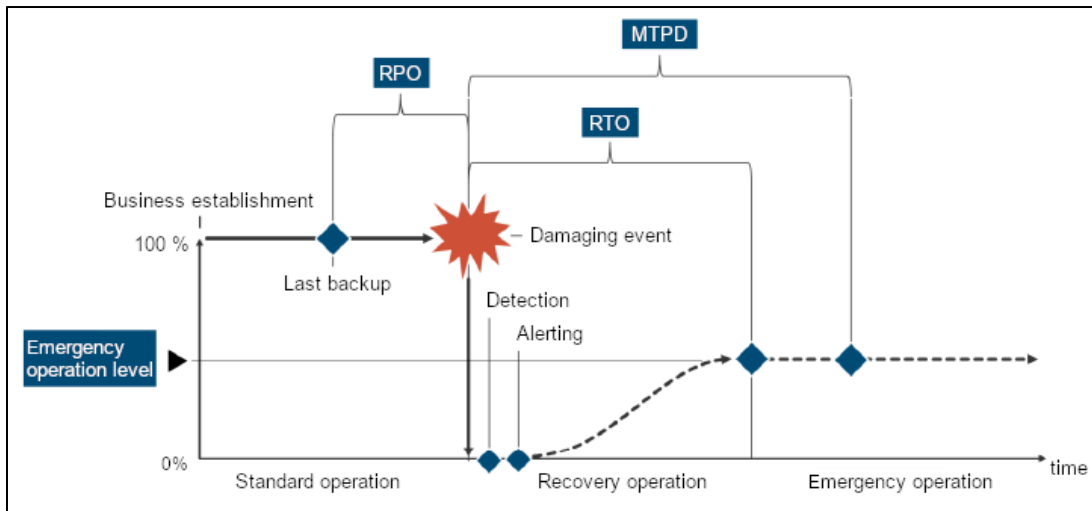 MTPD
RPO
RTO
Business establishment
100 %
Damaging event
Last backup
Detection
Alerting
Emergency
operation level
0%
time
Standard operation
Recovery operation
Emergency operation